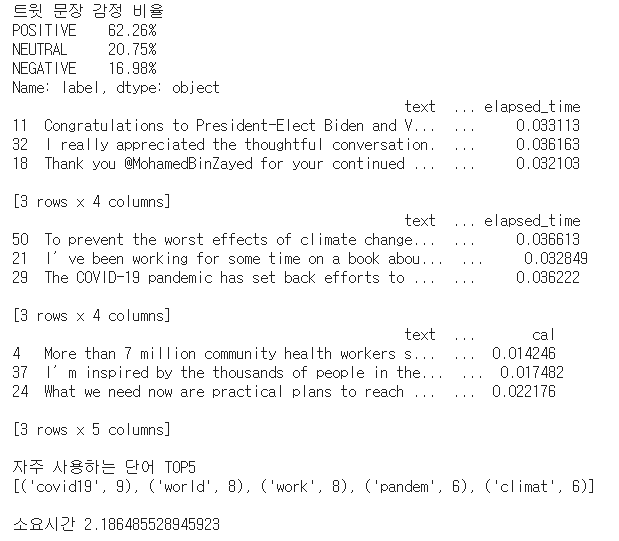 트윗 문장 감정 비율
POSITIVE    62.26%
NEUTRAL     20.75%
NEGATIVE    16.98%
Name: label, dtype: object
text  ... elapsed_time
11  Congratulations to President-Elect Biden and V...  ...     0.033113
32  I really appreciated the thoughtful conversation.  ...     0.036163
18  Thank you @MohamedBinZayed for your continued ...  ...     0.032103
[3 rows x 4 columns]
text  ... elapsed_time
50  To prevent the worst effects of climate change...  ...     0.036613
21  I've been working for some time on a book abou...  ...     0.032849
29  The COVID-19 pandemic has set back efforts to ...  ...     0.036222
[3 rows x 4 columns]
text  ...       cal
4   More than 7 million community health workers s...  ...  0.014246
37  I'm inspired by the thousands of people in the...  ...  0.017482
24  What we need now are practical plans to reach ...  ...  0.022176
[3 rows x 5 columns]
자주 사용하는 단어 TOP5
[('covid19', 9), ('world', 8), ('work', 8), ('pandem', 6), ('climat', 6)]
소요시간 2.186485528945923